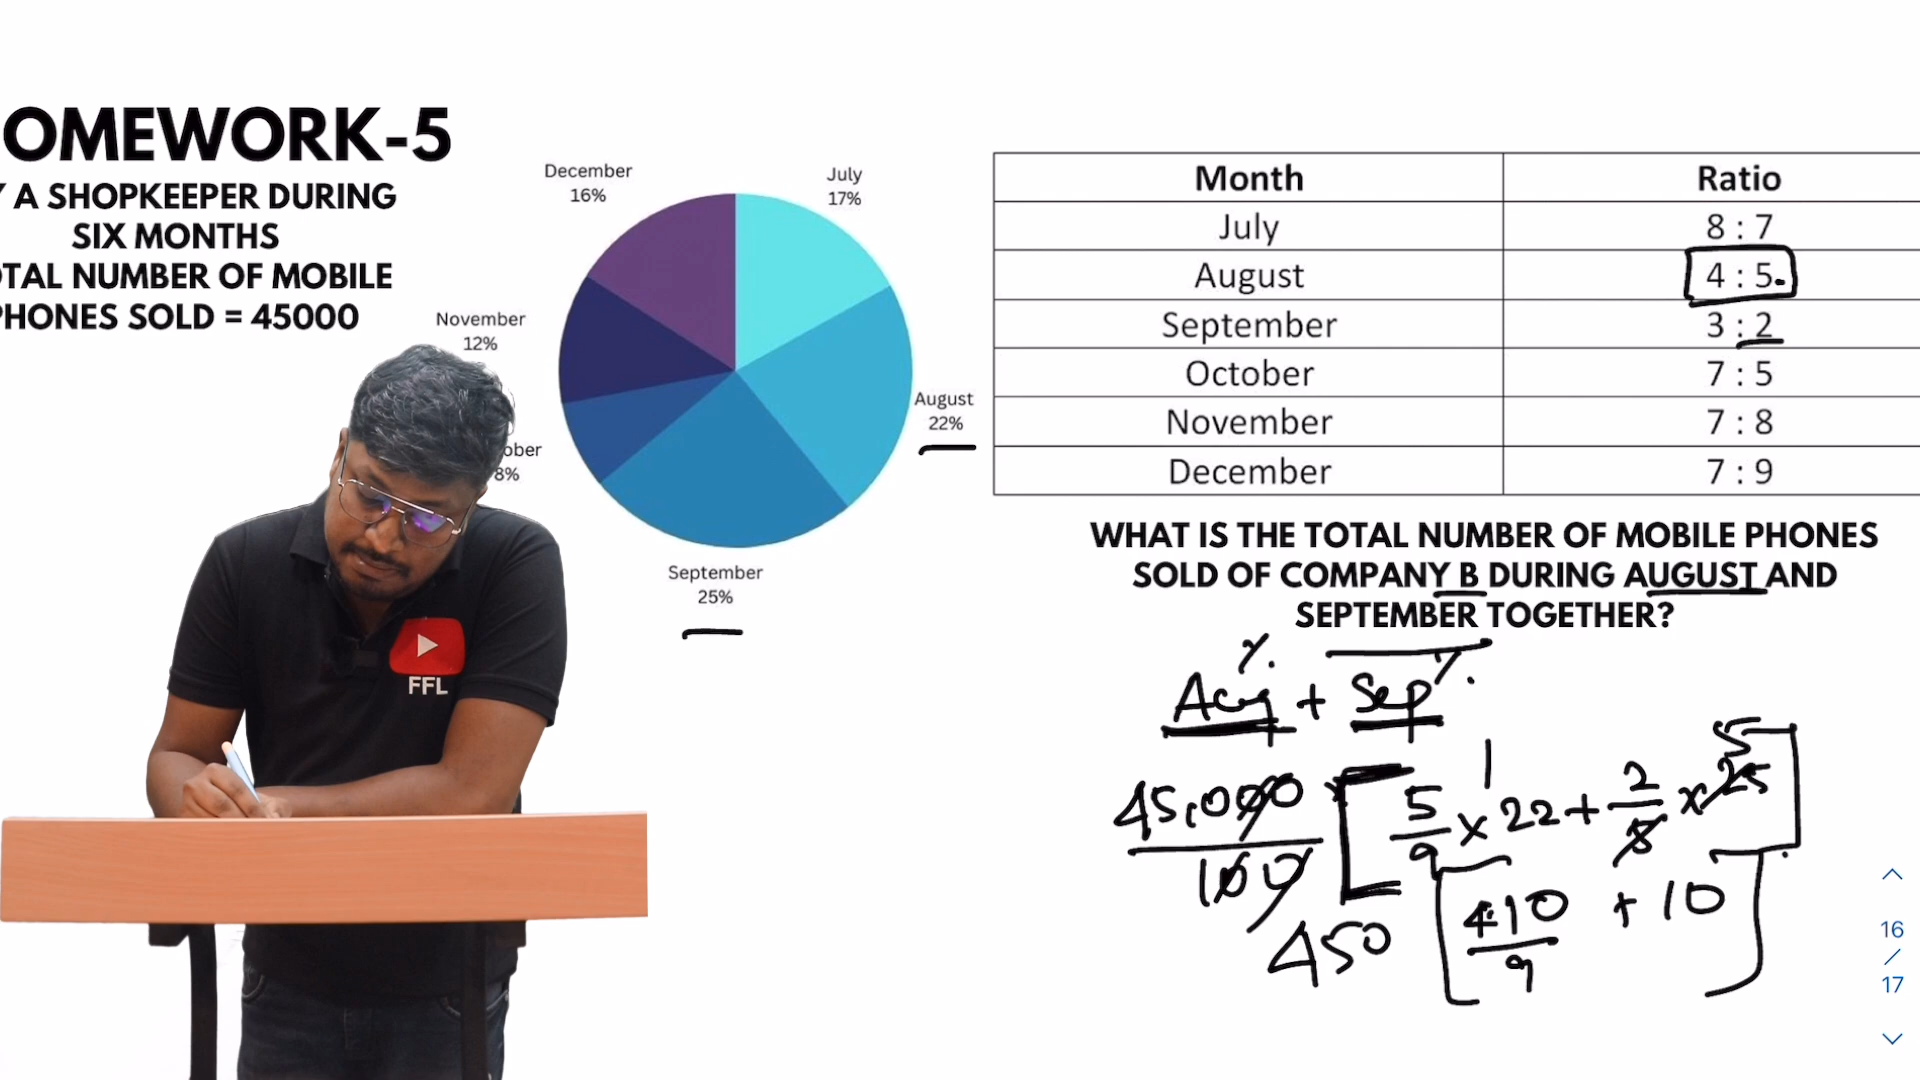 OMEWORK-5
Y A SHOPKEEPER DURING
SIX MONTHS
OTAL NUMBER OF MOBILE
PHONES SOLD = 45000
December
16%
July
17%
November
12%
August
22%
ober
8%
September
25%
Month Ratio
July 8 : 7
August 4 : 5
September 3 : 2
October 7 : 5
November 7 : 8
December 7 : 9
WHAT IS THE TOTAL NUMBER OF MOBILE PHONES
SOLD OF COMPANY B DURING AUGUST AND
SEPTEMBER TOGETHER?
% %
Aug + Sep
45,000/100 [5/9 x 22 + 2/5 x 25]
5
450 [110/9 + 10]
FFL
16
/
17